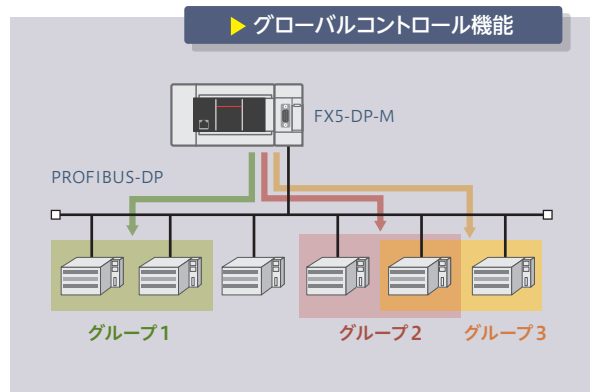 グローバルコントロール機能
FX5-DP-M
PROFIBUS-DP
グループ1
グループ2
グループ3